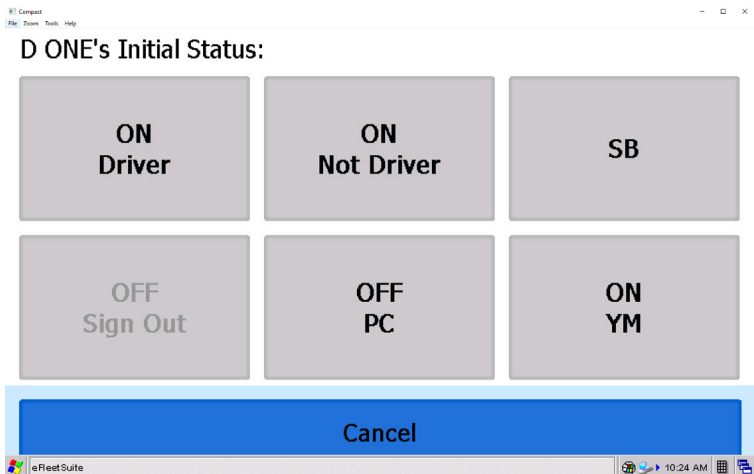 Compact
File Zoom Tools Help
D ONE's Initial Status:
ON
Driver
ON
Not Driver
SB
OFF
Sign Out
OFF
PC
ON
YM
Cancel
eFleetSuite
10:24 AM